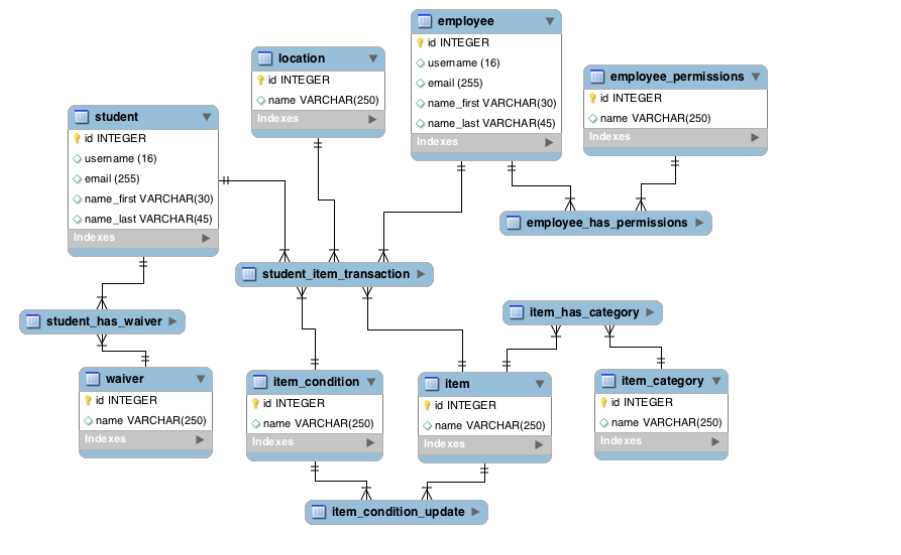 employee
id INTEGER
username (16)
email (255)
name_first VARCHAR(30)
name_last VARCHAR(45)
Indexes
location
id INTEGER
name VARCHAR(250)
Indexes
employee_permissions
id INTEGER
name VARCHAR(250)
Indexes
student
id INTEGER
username (16)
email (255)
name_first VARCHAR(30)
name_last VARCHAR(45)
Indexes
employee_has_permissions
student_item_transaction
student_has_waiver
item_has_category
waiver
id INTEGER
name VARCHAR(250)
Indexes
item_condition
id INTEGER
name VARCHAR(250)
Indexes
item
id INTEGER
name VARCHAR(250)
Indexes
item_category
id INTEGER
name VARCHAR(250)
Indexes
item_condition_update